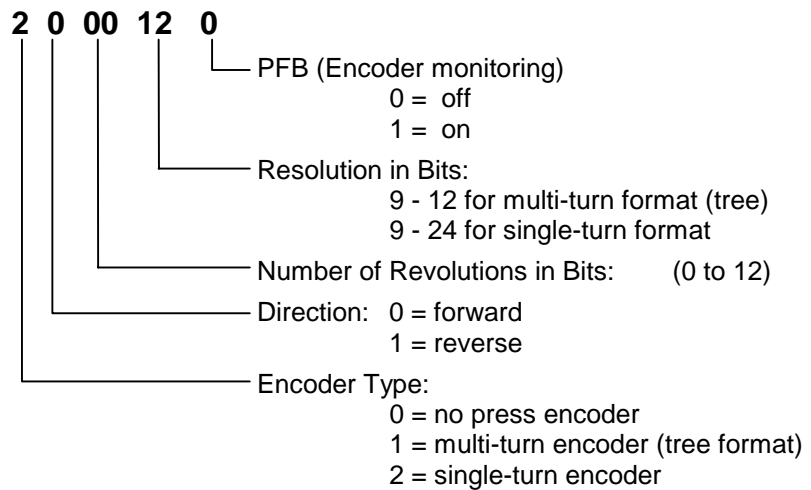 2 0 00 12 0
PFB (Encoder monitoring)
0 = off
1 = on
Resolution in Bits:
9 - 12 for multi-turn format (tree)
9 - 24 for single-turn format
Number of Revolutions in Bits: (0 to 12)
Direction: 0 = forward
1 = reverse
Encoder Type:
0 = no press encoder
1 = multi-turn encoder (tree format)
2 = single-turn encoder